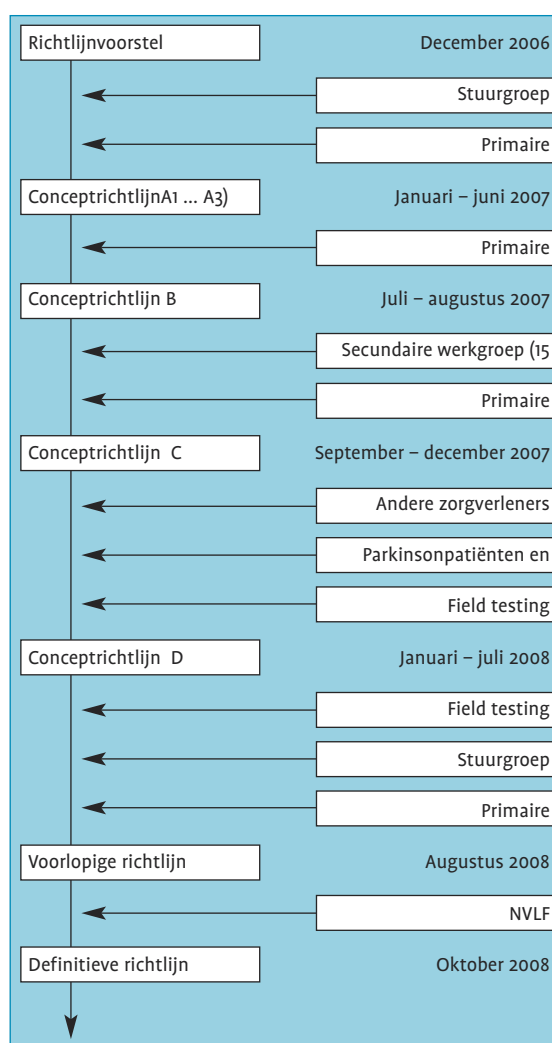 Richtlijnvoorstel December 2006
Stuurgroep
Primaire
ConceptrichtlijnA1 ... A3) Januari – juni 2007
Primaire
Conceptrichtlijn B Juli – augustus 2007
Secundaire werkgroep (15
Primaire
Conceptrichtlijn C September – december 2007
Andere zorgverleners
Parkinsonpatiënten en
Field testing
Conceptrichtlijn D Januari – juli 2008
Field testing
Stuurgroep
Primaire
Voorlopige richtlijn Augustus 2008
NVLF
Definitieve richtlijn Oktober 2008